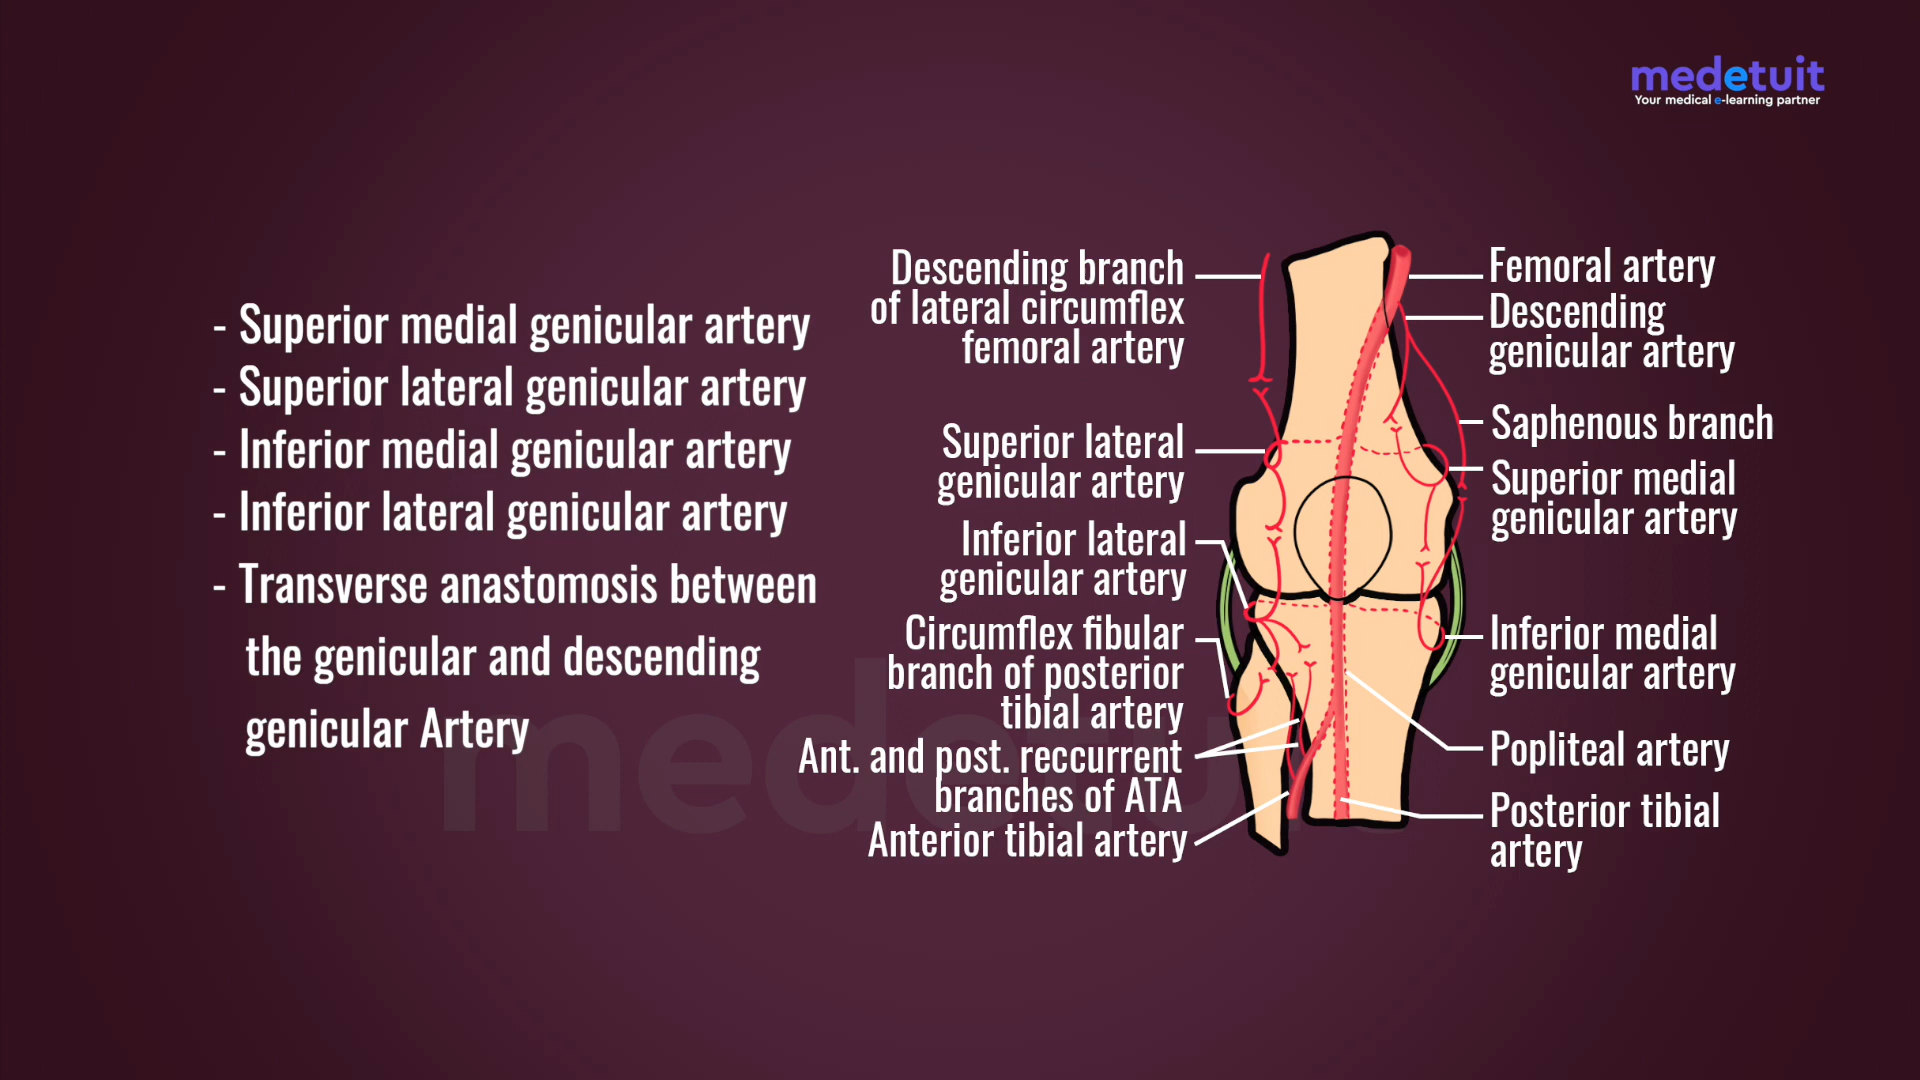 medetuit
Your medical e-learning partner
- Superior medial genicular artery
- Superior lateral genicular artery
- Inferior medial genicular artery
- Inferior lateral genicular artery
- Transverse anastomosis between
the genicular and descending
genicular Artery
Descending branch
of lateral circumflex
femoral artery
Superior lateral
genicular artery
Inferior lateral
genicular artery
Circumflex fibular
branch of posterior
tibial artery
Ant. and post. reccurrent
branches of ATA
Anterior tibial artery
Femoral artery
Descending
genicular artery
Saphenous branch
Superior medial
genicular artery
Inferior medial
genicular artery
Popliteal artery
Posterior tibial
artery
medetuit